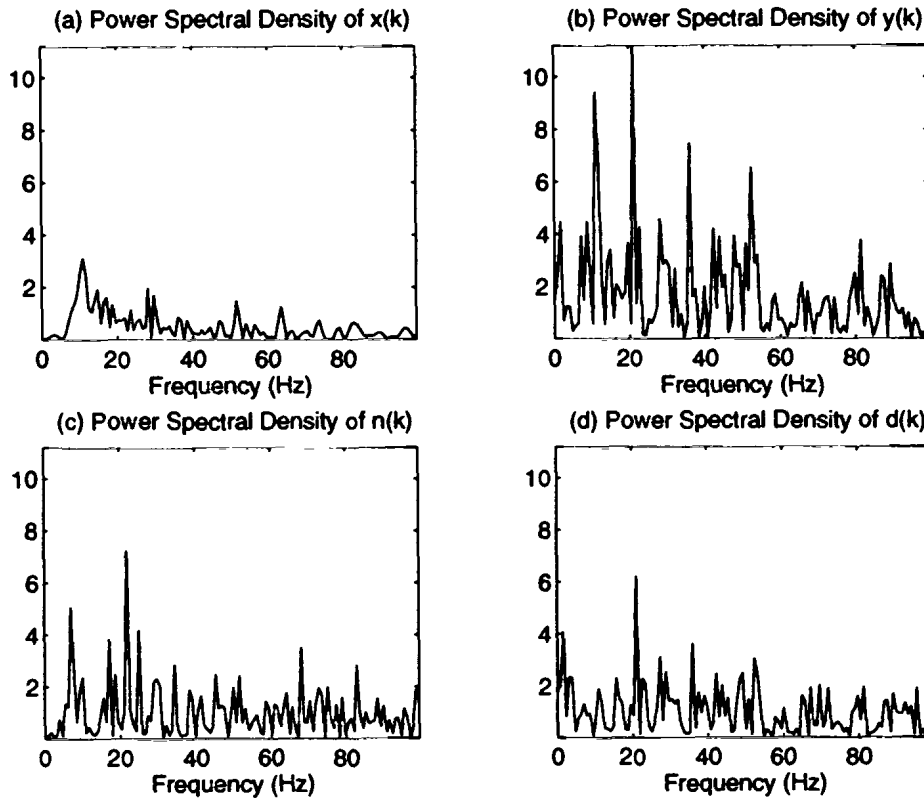 (a) Power Spectral Density of x(k)
10
8
6
4
2
0 20 40 60 80
Frequency (Hz)
(b) Power Spectral Density of y(k)
10
8
6
4
2
0 20 40 60 80
Frequency (Hz)
(c) Power Spectral Density of n(k)
10
8
6
4
2
0 20 40 60 80
Frequency (Hz)
(d) Power Spectral Density of d(k)
10
8
6
4
2
0 20 40 60 80
Frequency (Hz)